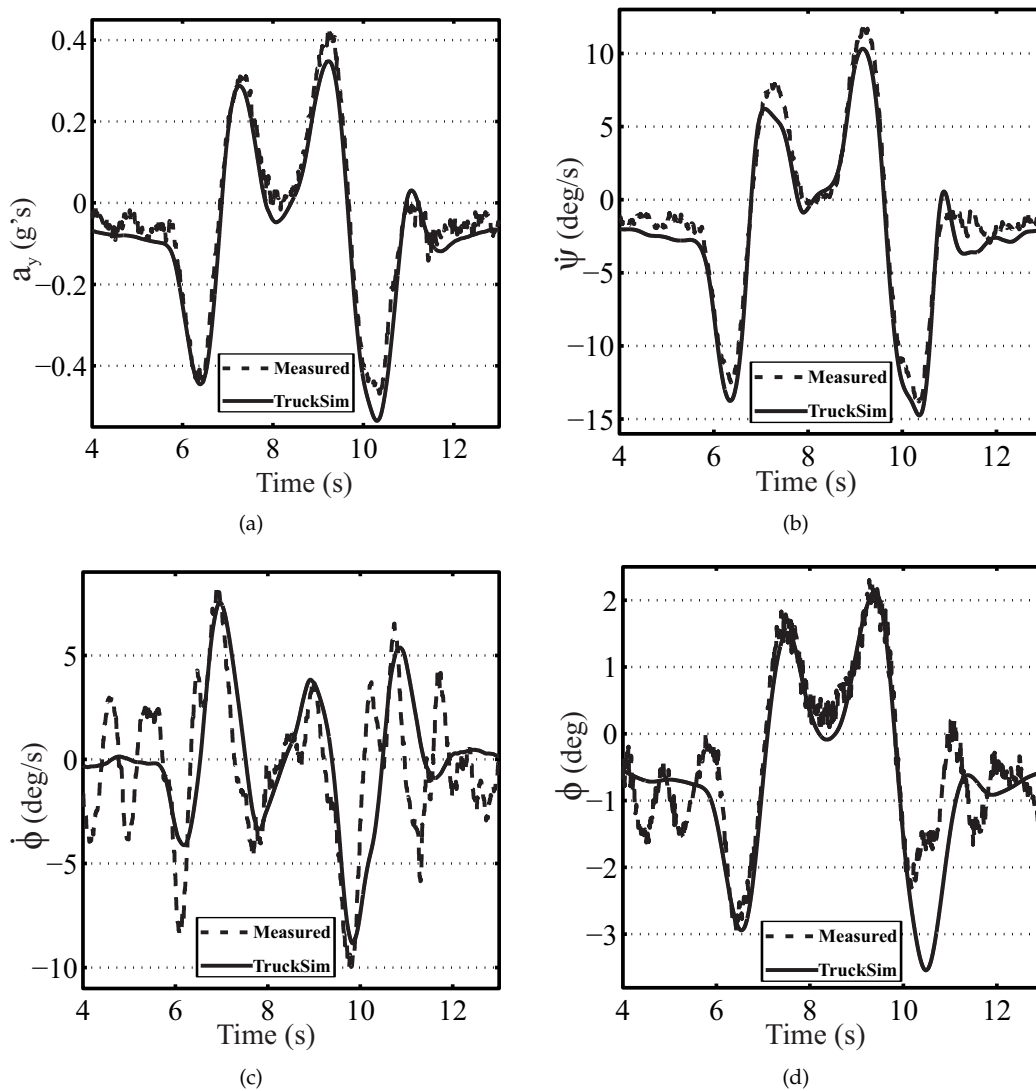 0.4
0.2
0
−0.2
−0.4
a_y (g's)
Measured
TruckSim
4 6 8 10 12
Time (s)
(a)
10
5
0
−5
−10
−15
ψ̇ (deg/s)
Measured
TruckSim
4 6 8 10 12
Time (s)
(b)
5
0
−5
−10
ϕ̇ (deg/s)
Measured
TruckSim
4 6 8 10 12
Time (s)
(c)
2
1
0
−1
−2
−3
ϕ (deg)
Measured
TruckSim
4 6 8 10 12
Time (s)
(d)